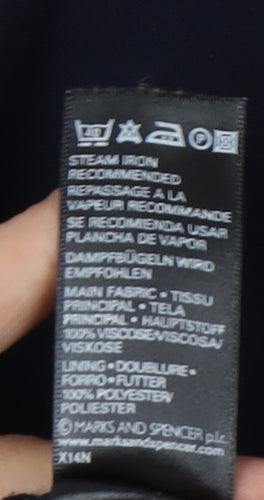 STEAM IRON
RECOMMENDED
REPASSAGE A LA
VAPEUR RECOMMANDE
SE RECOMIENDA USAR
PLANCHA DE VAPOR
DAMPFBÜGELN WIRD
EMPFOHLEN
MAIN FABRIC • TISSU
PRINCIPAL • TELA
PRINCIPAL • HAUPTSTOFF
100% VISCOSE/VISCOSA/
VISKOSE
LINING • DOUBLURE •
FORRO • FUTTER
100% POLYESTER/
POLIESTER
© MARKS AND SPENCER p.l.c.
www.marksandspencer.com
X14N